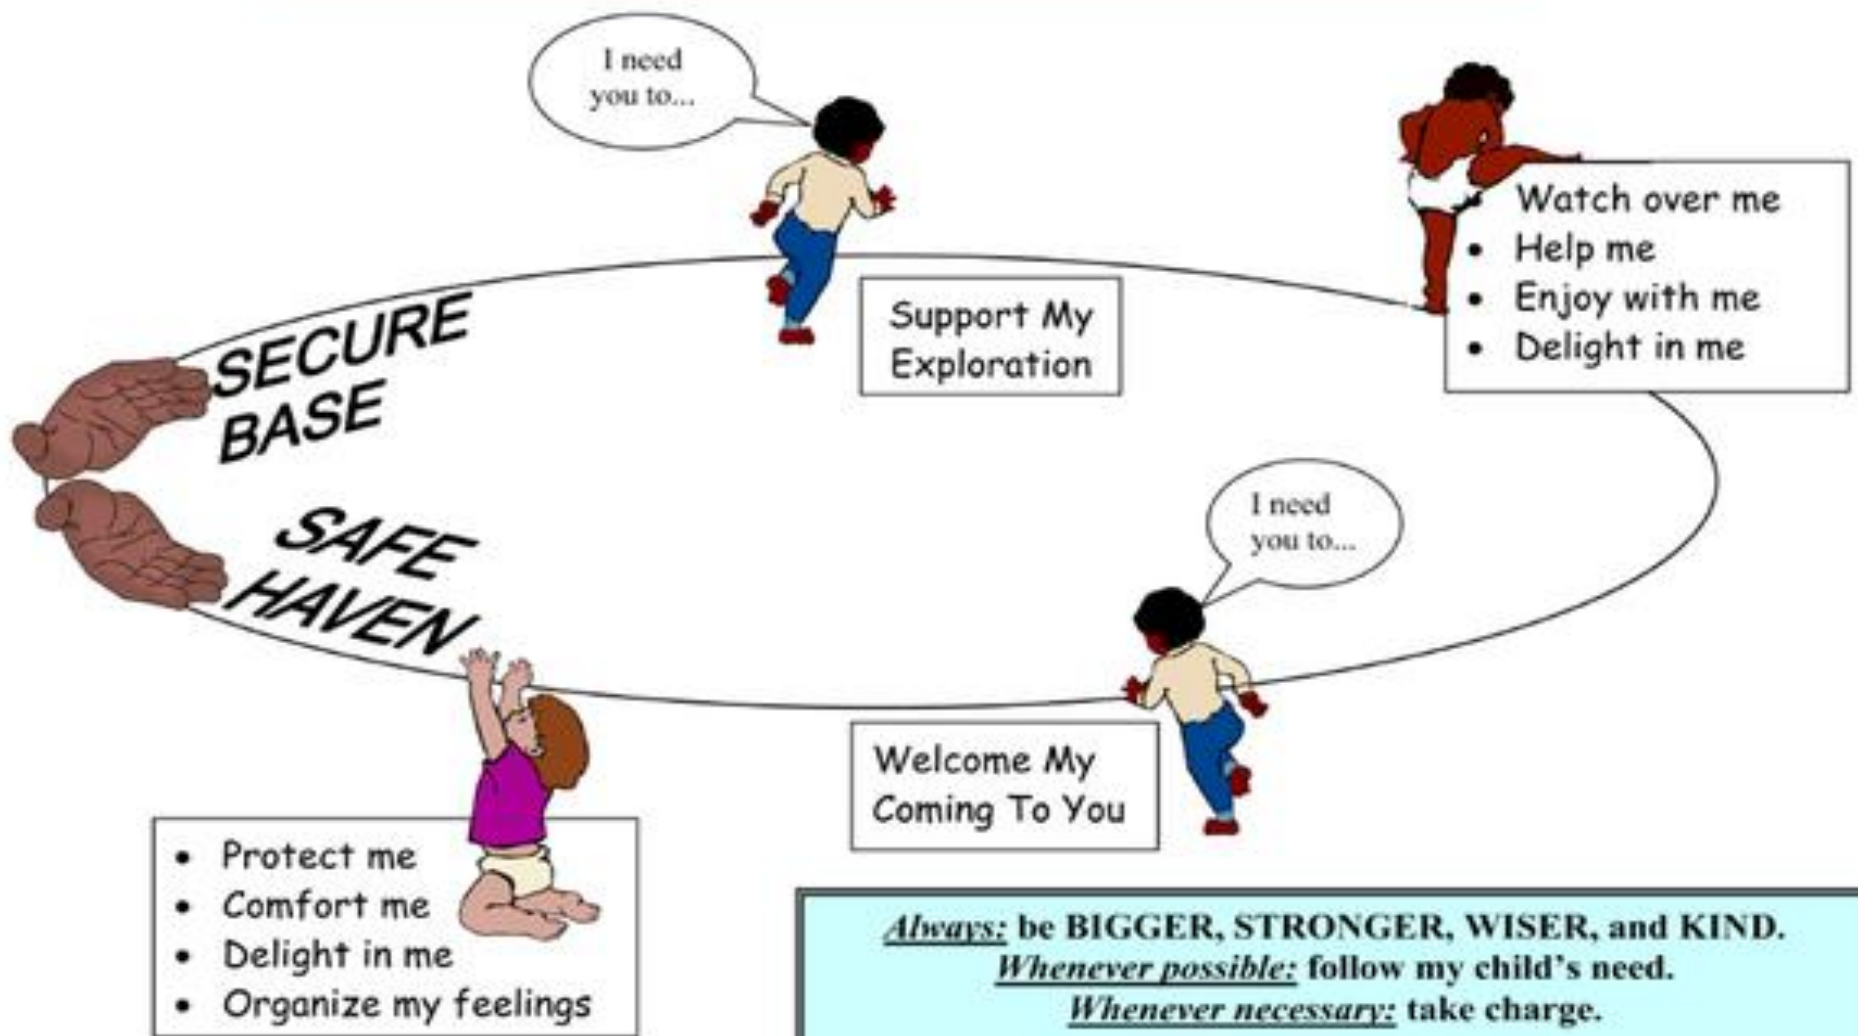 I need
you to...
• Watch over me
• Help me
• Enjoy with me
• Delight in me
SECURE
BASE
Support My
Exploration
SAFE
HAVEN
I need
you to...
Welcome My
Coming To You
• Protect me
• Comfort me
• Delight in me
• Organize my feelings
Always: be BIGGER, STRONGER, WISER, and KIND.
Whenever possible: follow my child's need.
Whenever necessary: take charge.